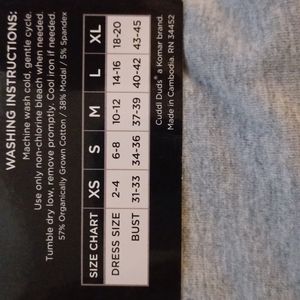 WASHING INSTRUCTIONS:
Machine wash cold, gentle cycle.
Use only non-chlorine bleach when needed.
Tumble dry low, remove promptly. Cool iron if needed.
57% Organically Grown Cotton / 38% Modal / 5% Spandex
SIZE CHART XS S M L XL
DRESS SIZE 2-4 6-8 10-12 14-16 18-20
BUST 31-33 34-36 37-39 40-42 43-45
Cuddl Duds® a Komar brand.
Made in Cambodia. RN 34452